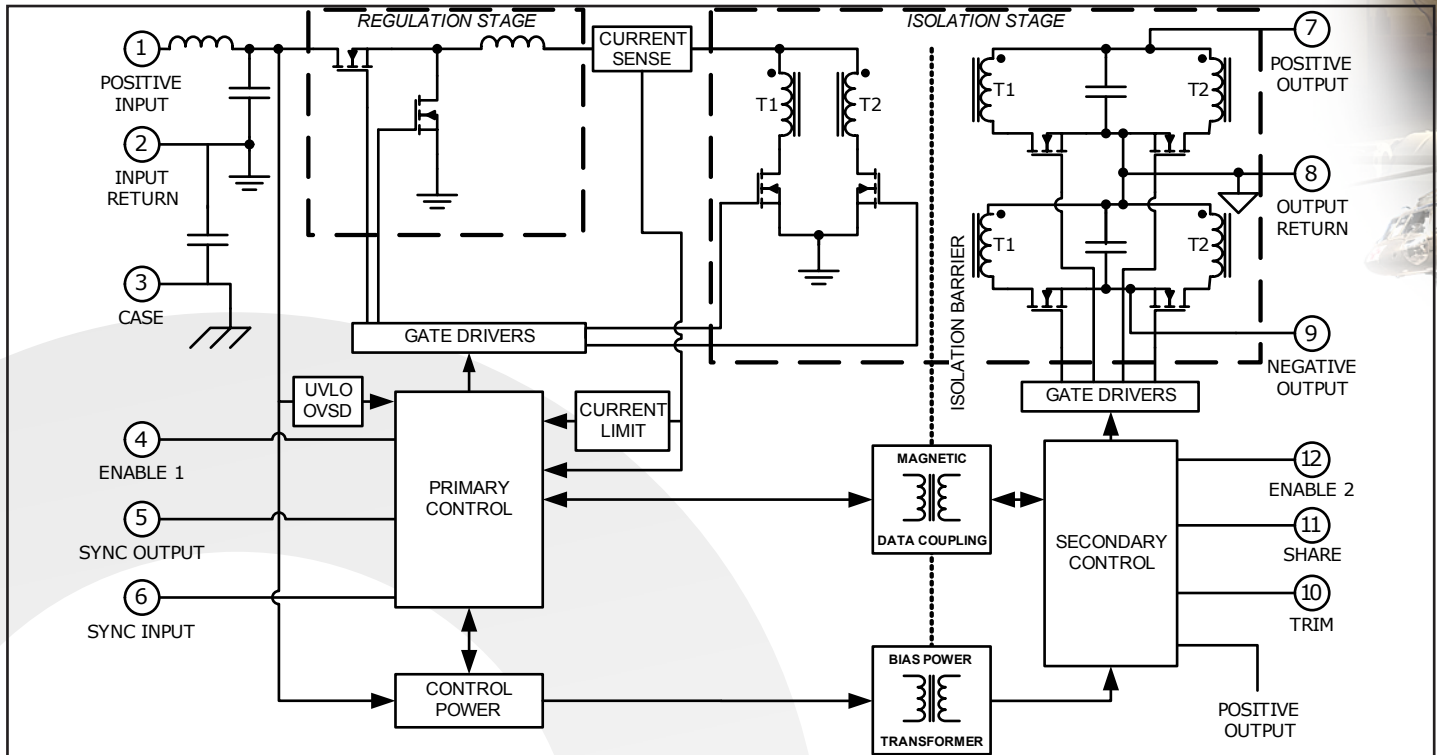 REGULATION STAGE
ISOLATION STAGE
1
POSITIVE
INPUT
2
INPUT
RETURN
3
CASE
CURRENT
SENSE
T1
T2
T1
T2
7
POSITIVE
OUTPUT
8
OUTPUT
RETURN
T1
T2
9
NEGATIVE
OUTPUT
ISOLATION BARRIER
GATE DRIVERS
GATE DRIVERS
UVLO
OVSD
CURRENT
LIMIT
4
ENABLE 1
PRIMARY
CONTROL
5
SYNC OUTPUT
6
SYNC INPUT
CONTROL
POWER
MAGNETIC
DATA COUPLING
BIAS POWER
TRANSFORMER
SECONDARY
CONTROL
12
ENABLE 2
11
SHARE
10
TRIM
POSITIVE
OUTPUT